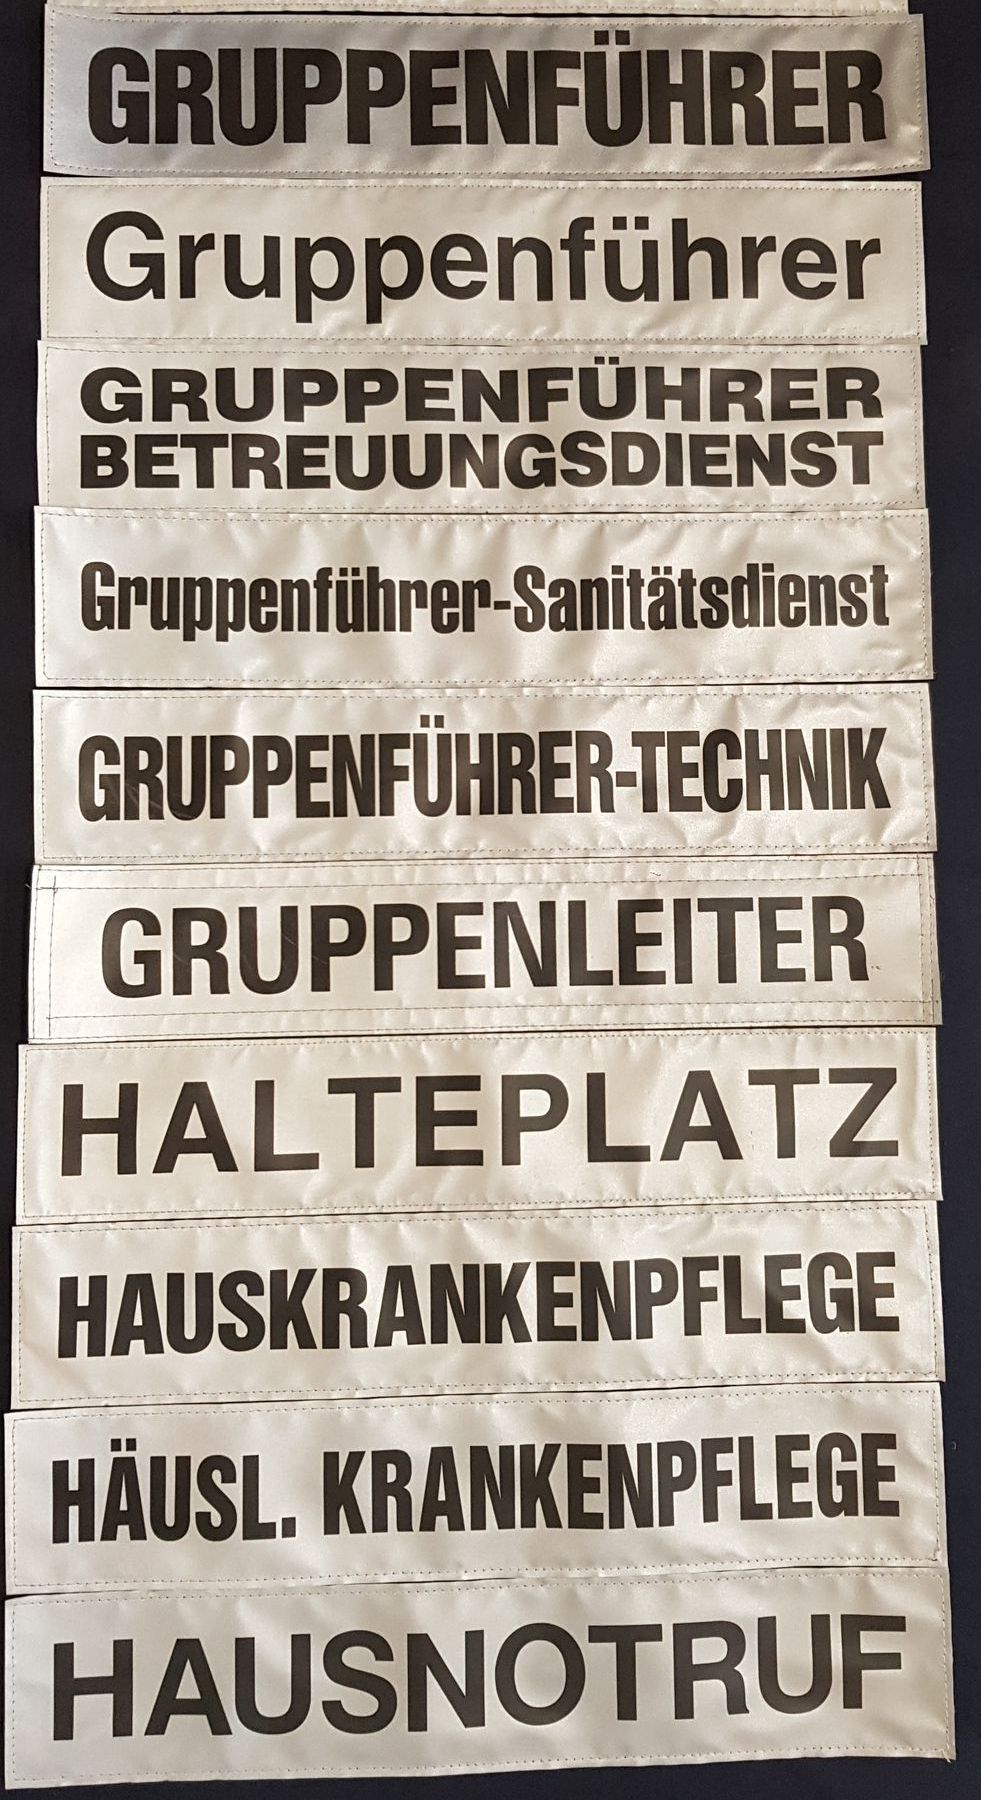 GRUPPENFÜHRER
Gruppenführer
GRUPPENFÜHRER
BETREUUNGSDIENST
Gruppenführer-Sanitätsdienst
GRUPPENFÜHRER-TECHNIK
GRUPPENLEITER
HALTEPLATZ
HAUSKRANKENPFLEGE
HÄUSL. KRANKENPFLEGE
HAUSNOTRUF